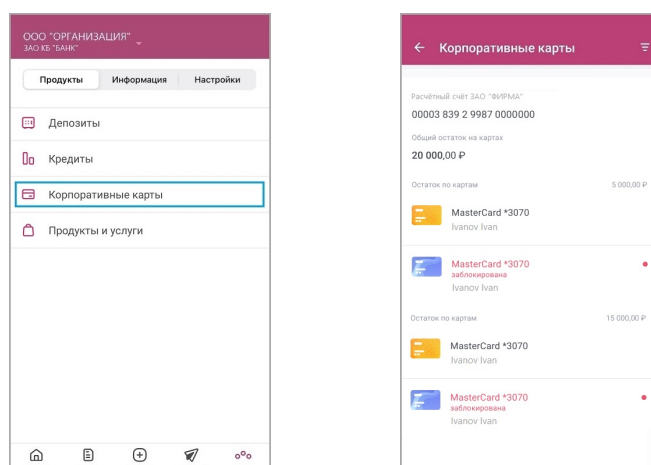 ООО "ОРГАНИЗАЦИЯ"
ЗАО КБ "БАНК"
Продукты Информация Настройки
Депозиты
Кредиты
Корпоративные карты
Продукты и услуги
Корпоративные карты
Расчётный счёт ЗАО "ФИРМА"
00003 839 2 9987 0000000
Общий остаток на картах
20 000,00 ₽
Остаток по картам 5 000,00 ₽
MasterCard *3070
Ivanov Ivan
MasterCard *3070
заблокирована
Ivanov Ivan
Остаток по картам 15 000,00 ₽
MasterCard *3070
Ivanov Ivan
MasterCard *3070
заблокирована
Ivanov Ivan